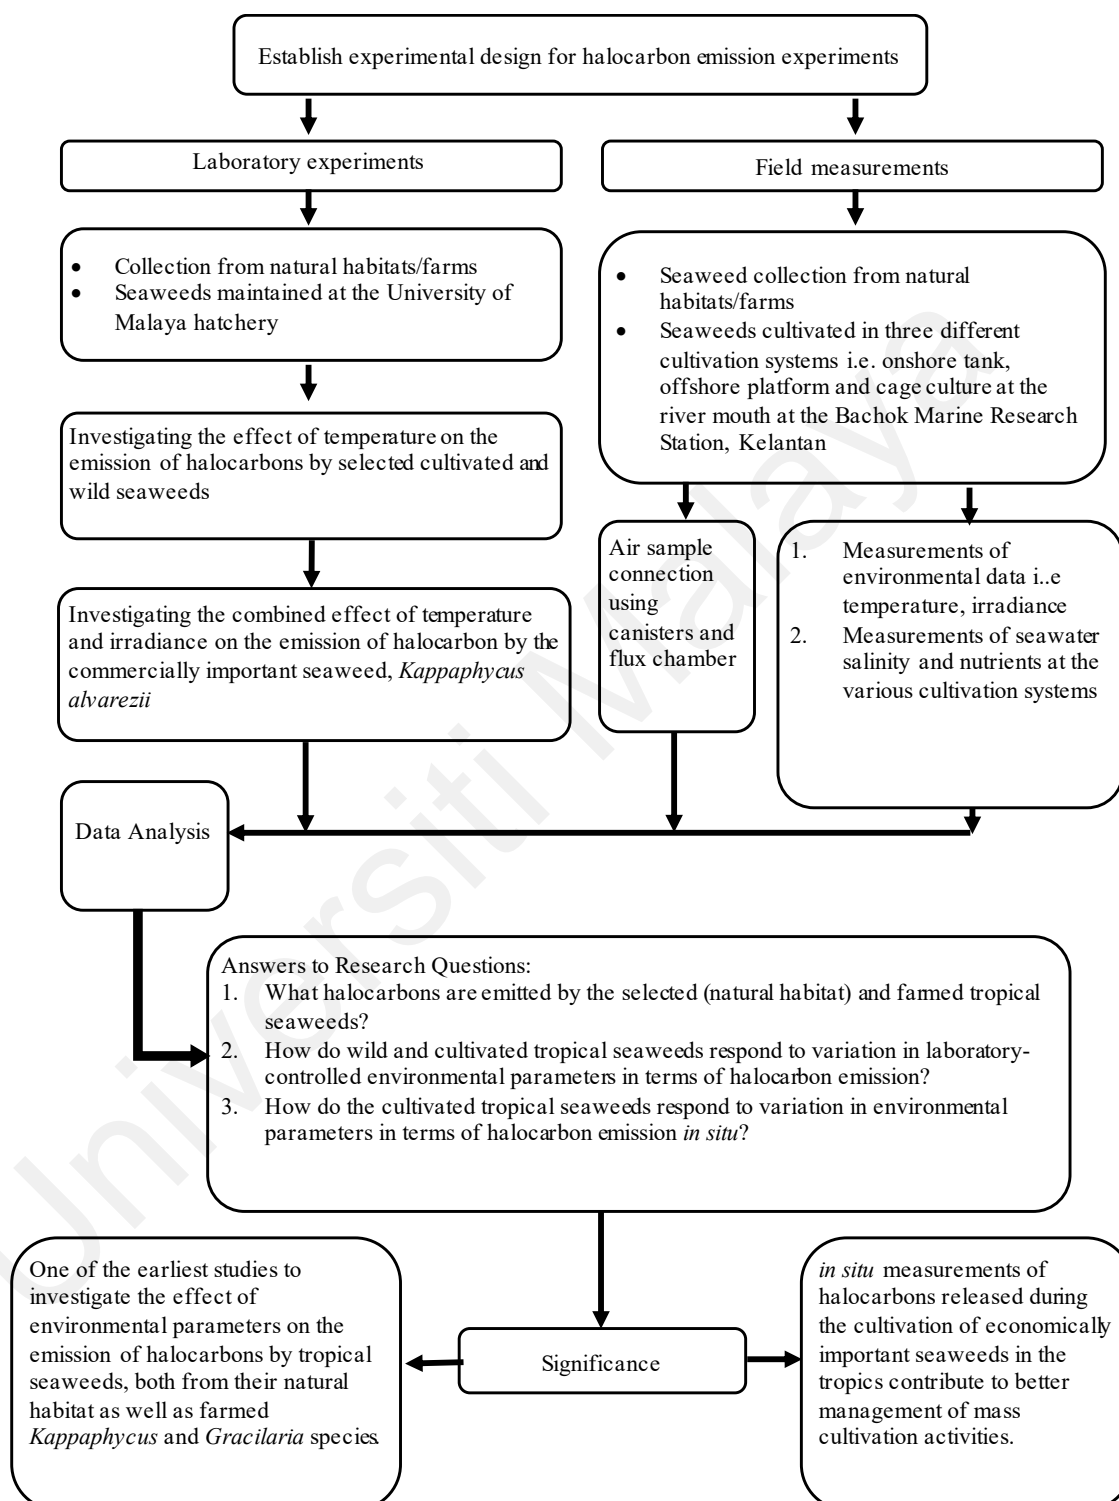 Establish experimental design for halocarbon emission experiments
Laboratory experiments
Field measurements
• Collection from natural habitats/farms
• Seaweeds maintained at the University of
Malaya hatchery
• Seaweed collection from natural
habitats/farms
• Seaweeds cultivated in three different
cultivation systems i.e. onshore tank,
offshore platform and cage culture at the
river mouth at the Bachok Marine Research
Station, Kelantan
Investigating the effect of temperature on the
emission of halocarbons by selected cultivated and
wild seaweeds
Investigating the combined effect of temperature
and irradiance on the emission of halocarbon by the
commercially important seaweed, Kappaphycus
alvarezii
Air sample
connection
using
canisters and
flux chamber
1. Measurements of
environmental data i..e
temperature, irradiance
2. Measurements of seawater
salinity and nutrients at the
various cultivation systems
Data Analysis
Answers to Research Questions:
1. What halocarbons are emitted by the selected (natural habitat) and farmed tropical
seaweeds?
2. How do wild and cultivated tropical seaweeds respond to variation in laboratory-
controlled environmental parameters in terms of halocarbon emission?
3. How do the cultivated tropical seaweeds respond to variation in environmental
parameters in terms of halocarbon emission in situ?
One of the earliest studies to
investigate the effect of
environmental parameters on the
emission of halocarbons by tropical
seaweeds, both from their natural
habitat as well as farmed
Kappaphycus and Gracilaria species.
Significance
in situ measurements of
halocarbons released during
the cultivation of economically
important seaweeds in the
tropics contribute to better
management of mass
cultivation activities.
Universiti Malaya